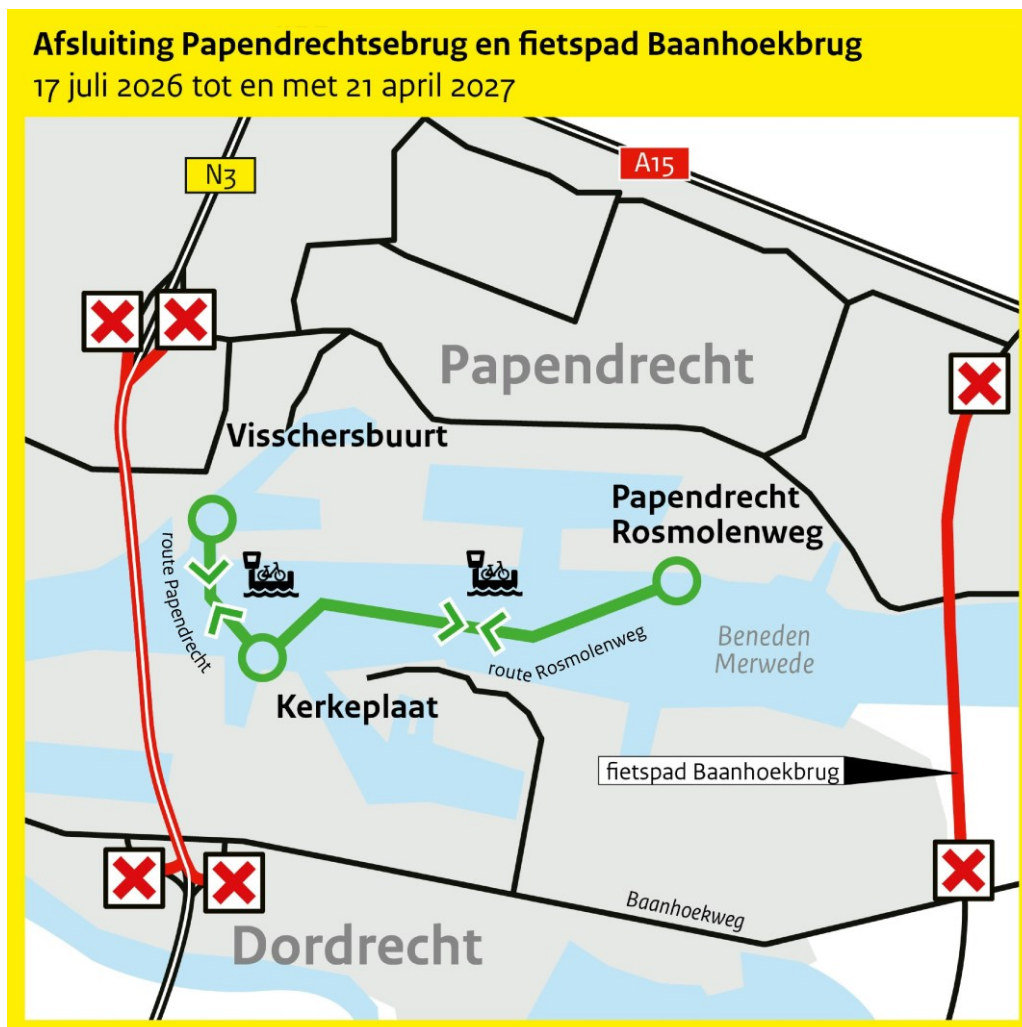 Afsluiting Papendrechtsebrug en fietspad Baanhoekbrug
17 juli 2026 tot en met 21 april 2027
N3
A15
Papendrecht
Visschersbuurt
Papendrecht
Rosmolenweg
route Papendrecht
route Rosmolenweg
Beneden
Merwede
Kerkeplaat
fietspad Baanhoekbrug
Baanhoekweg
Dordrecht